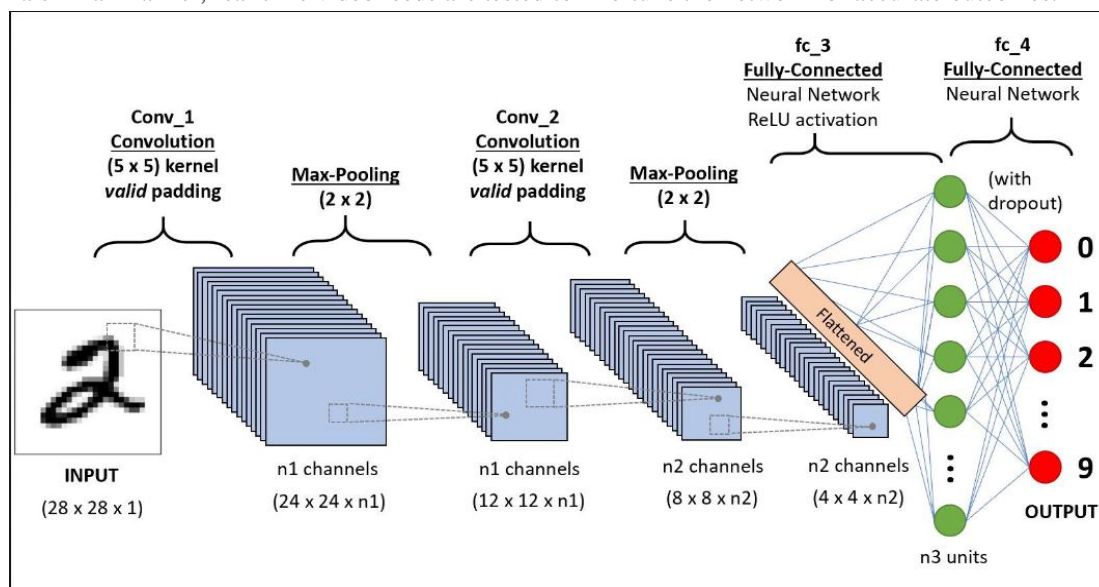 fc_3
Fully-Connected
Neural Network
ReLU activation
fc_4
Fully-Connected
Neural Network
Conv_1
Convolution
(5 x 5) kernel
valid padding
Max-Pooling
(2 x 2)
Conv_2
Convolution
(5 x 5) kernel
valid padding
Max-Pooling
(2 x 2)
(with
dropout)
Flattened
0
1
2
9
INPUT
(28 x 28 x 1)
n1 channels
(24 x 24 x n1)
n1 channels
(12 x 12 x n1)
n2 channels
(8 x 8 x n2)
n2 channels
(4 x 4 x n2)
n3 units
OUTPUT